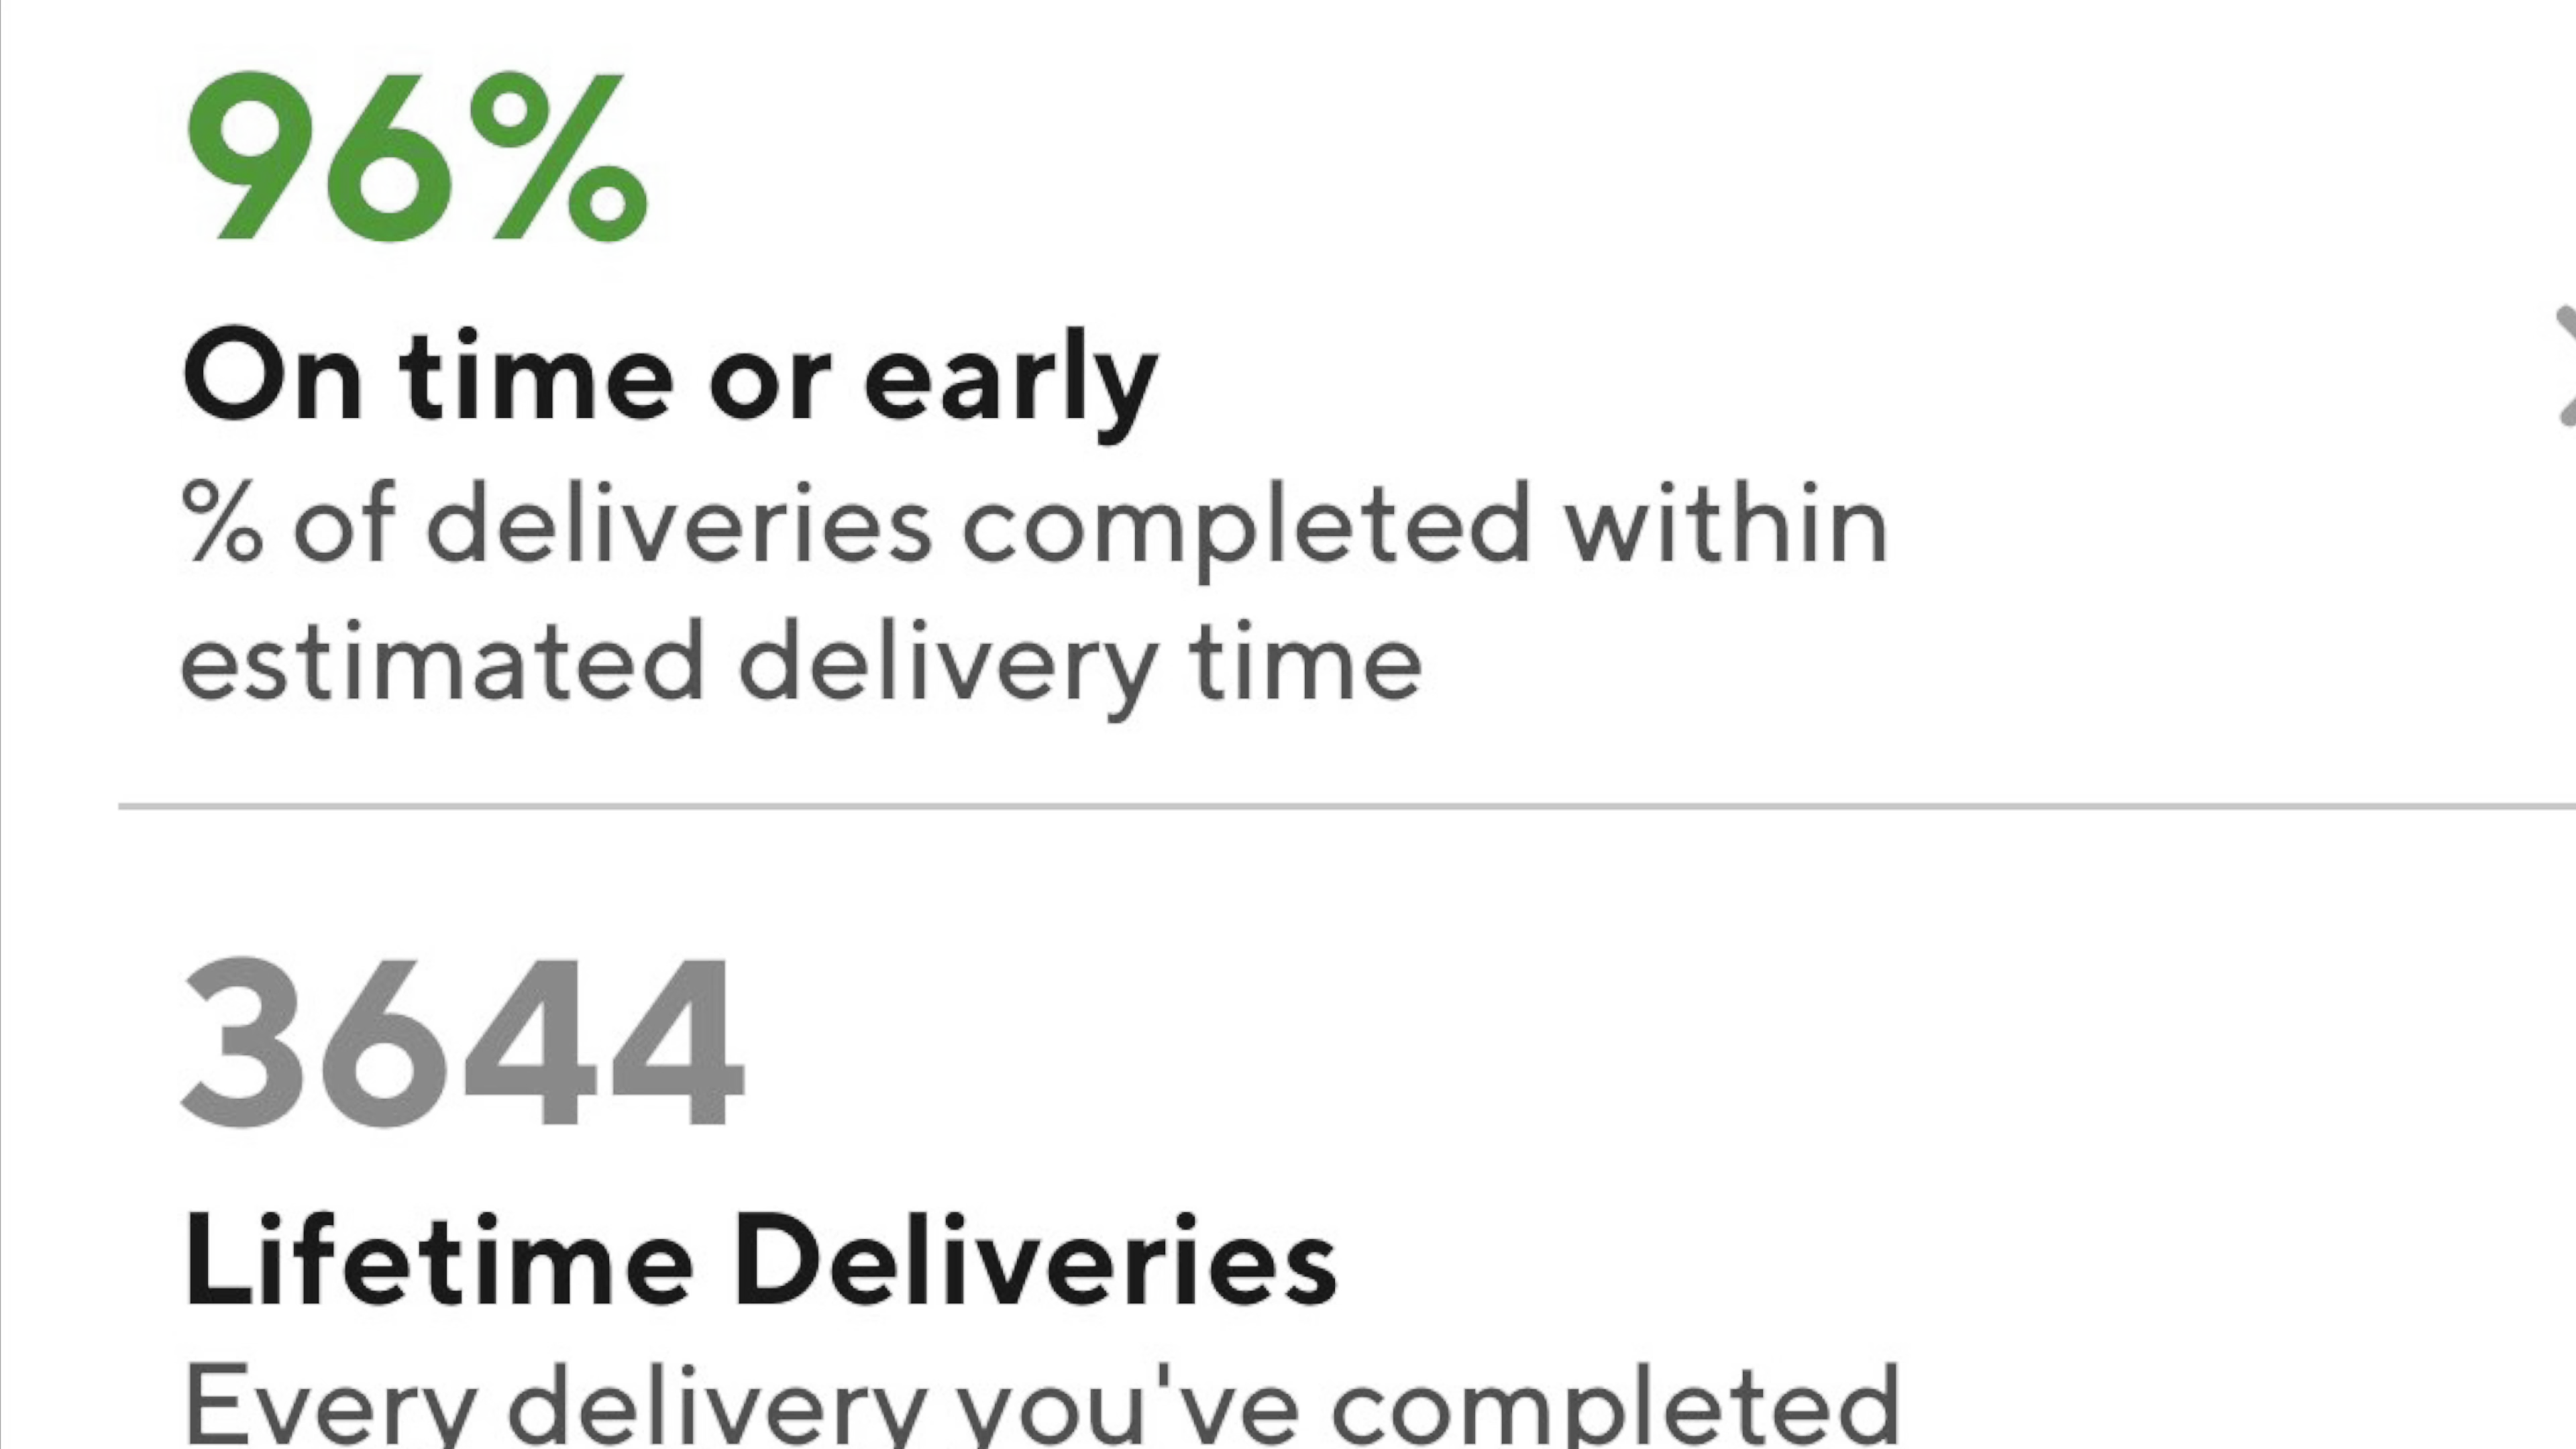 96%
On time or early
% of deliveries completed within
estimated delivery time
3644
Lifetime Deliveries
Every delivery you've completed